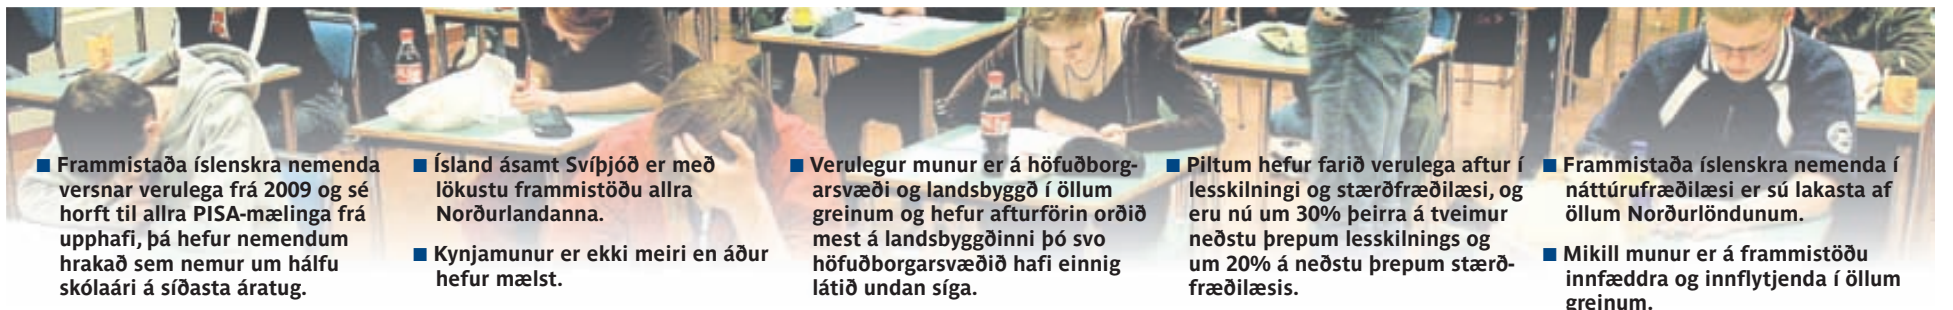 ■ Frammistaða íslenskra nemenda
versnar verulega frá 2009 og sé
horft til allra PISA-mælinga frá
upphafi, þá hefur nemendum
hrakað sem nemur um hálfu
skólaári á síðasta áratug.
■ Ísland ásamt Svíþjóð er með
lökustu frammistöðu allra
Norðurlandanna.
■ Kynjamunur er ekki meiri en áður
hefur mælst.
■ Verulegur munur er á höfuðborg-
arsvæði og landsbyggð í öllum
greinum og hefur afturförin orðið
mest á landsbyggðinni þó svo
höfuðborgarsvæðið hafi einnig
látið undan síga.
■ Piltum hefur farið verulega aftur í
lesskilningi og stærðfræðilæsi, og
eru nú um 30% þeirra á tveimur
neðstu þrepum lesskilnings og
um 20% á neðstu þrepum stærð-
fræðilæsis.
■ Frammistaða íslenskra nemenda í
náttúrufræðilæsi er sú lakasta af
öllum Norðurlöndunum.
■ Mikill munur er á frammistöðu
innfæddra og innflytjenda í öllum
greinum.